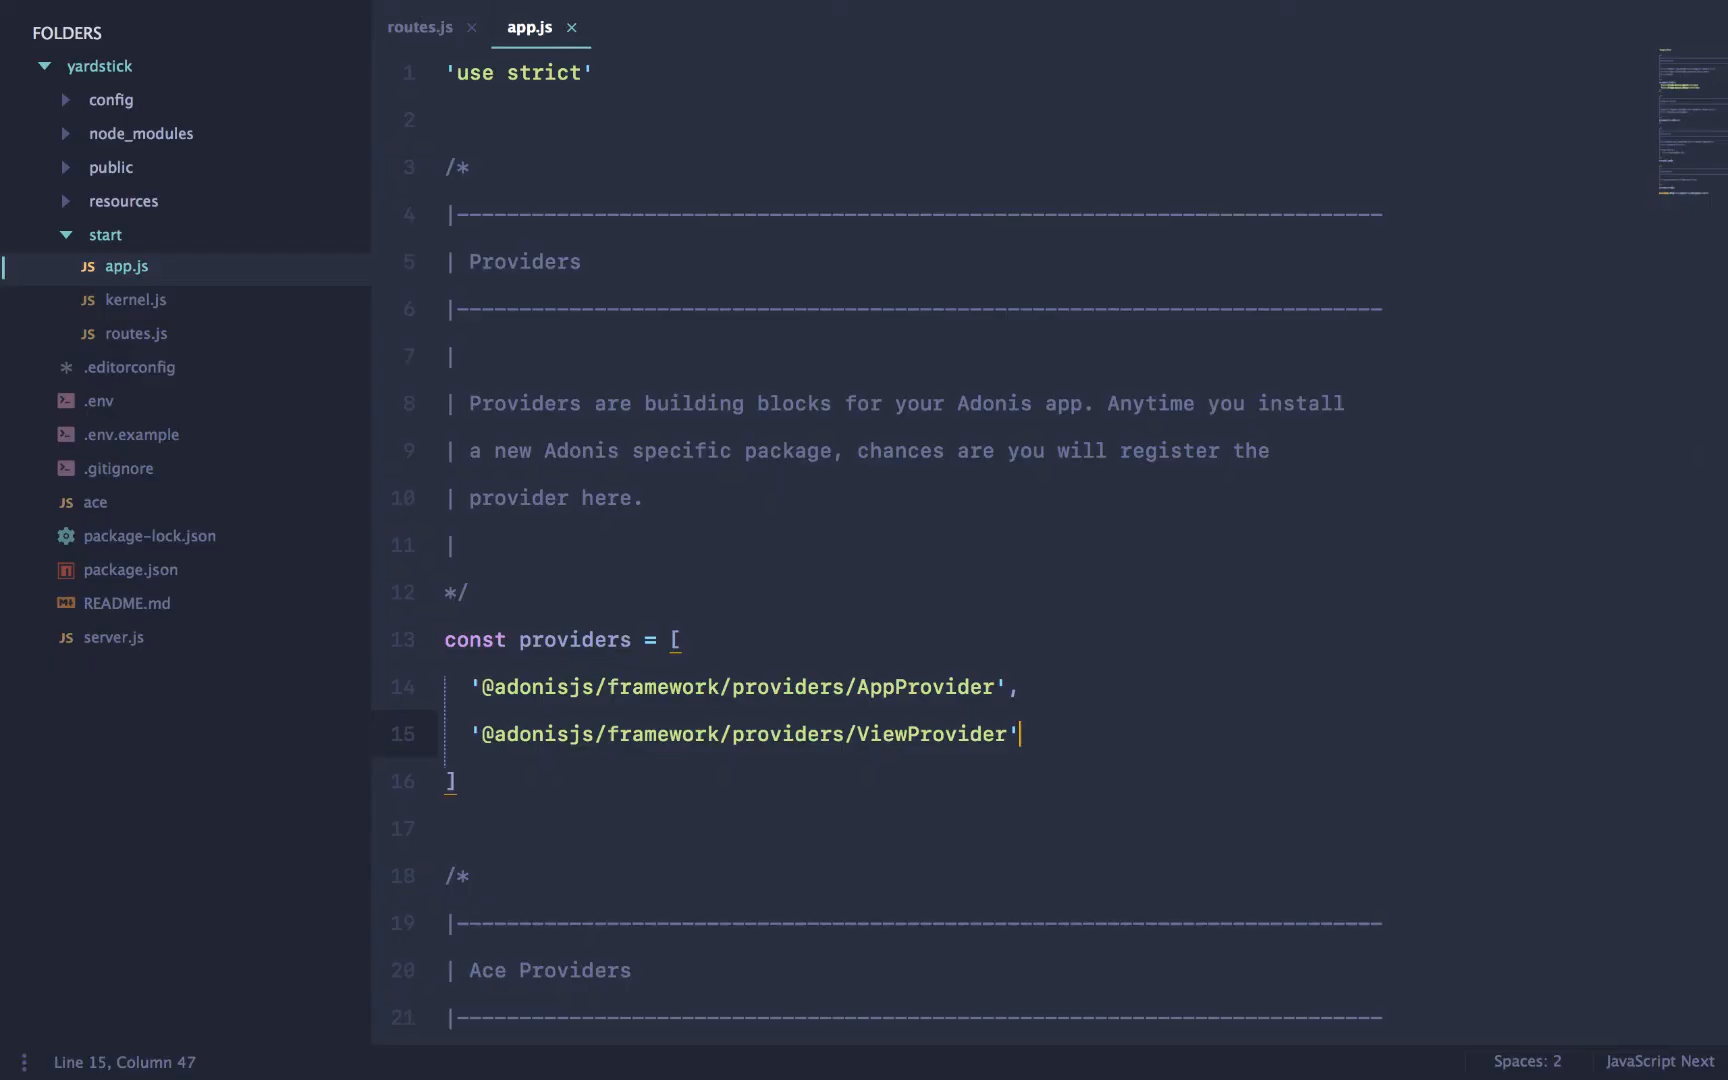 FOLDERS
yardstick
config
node_modules
public
resources
start
JS app.js
JS kernel.js
JS routes.js
.editorconfig
.env
.env.example
.gitignore
JS ace
package-lock.json
package.json
README.md
JS server.js
routes.js × app.js ×
1 'use strict'
2
3 /*
4 |--------------------------------------------------------------------------
5 | Providers
6 |--------------------------------------------------------------------------
7 |
8 | Providers are building blocks for your Adonis app. Anytime you install
9 | a new Adonis specific package, chances are you will register the
10 | provider here.
11 |
12 */
13 const providers = [
14 '@adonisjs/framework/providers/AppProvider',
15 '@adonisjs/framework/providers/ViewProvider'
16 ]
17
18 /*
19 |--------------------------------------------------------------------------
20 | Ace Providers
21 |--------------------------------------------------------------------------
Line 15, Column 47
Spaces: 2
JavaScript Next